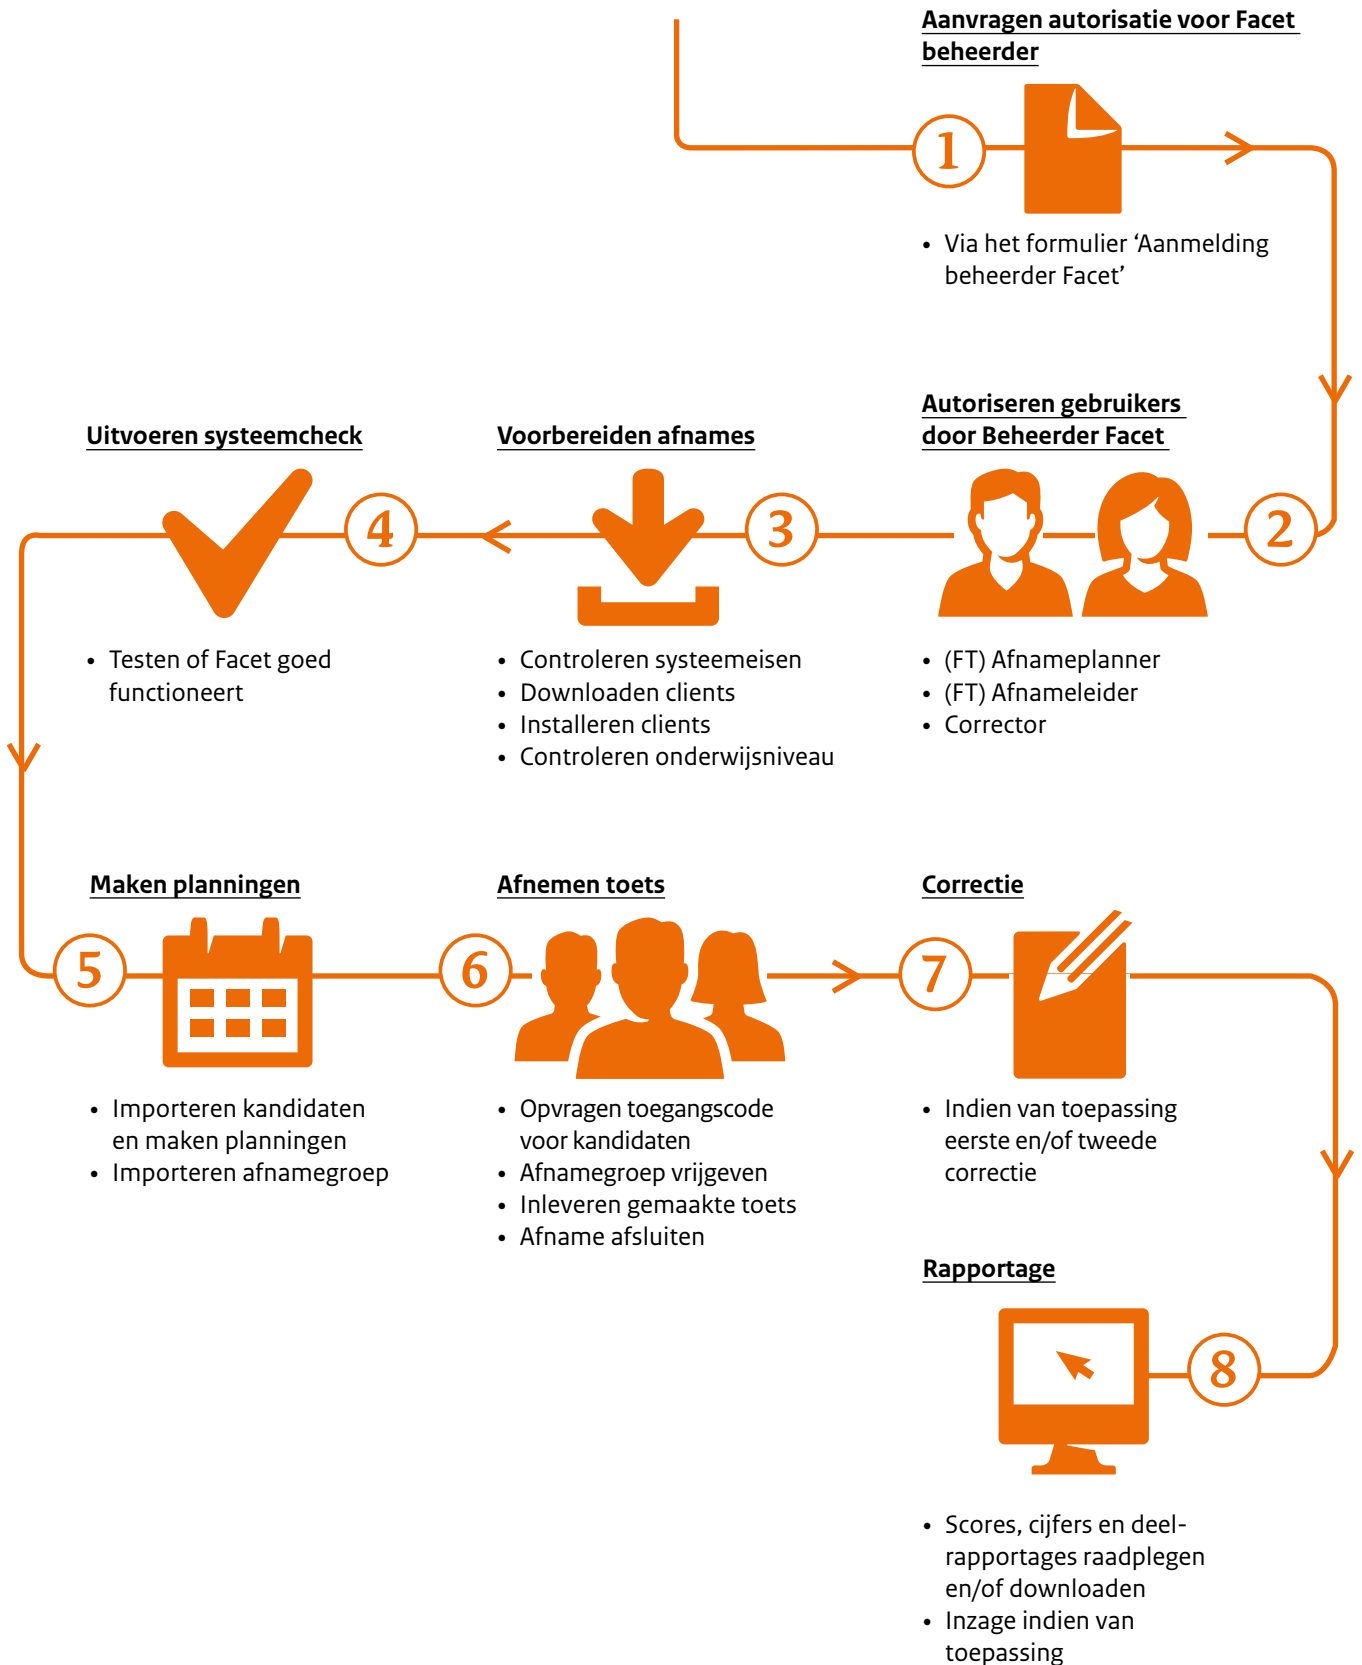 Aanvragen autorisatie voor Facet
beheerder
1
• Via het formulier ‘Aanmelding
beheerder Facet’
Autoriseren gebruikers
door Beheerder Facet
2
• (FT) Afnameplanner
• (FT) Afnameleider
• Corrector
Voorbereiden afnames
3
• Controleren systeemeisen
• Downloaden clients
• Installeren clients
• Controleren onderwijsniveau
Uitvoeren systeemcheck
4
• Testen of Facet goed
functioneert
Maken planningen
5
• Importeren kandidaten
en maken planningen
• Importeren afnamegroep
Afnemen toets
6
• Opvragen toegangscode
voor kandidaten
• Afnamegroep vrijgeven
• Inleveren gemaakte toets
• Afname afsluiten
Correctie
7
• Indien van toepassing
eerste en/of tweede
correctie
Rapportage
8
• Scores, cijfers en deel-
rapportages raadplegen
en/of downloaden
• Inzage indien van
toepassing